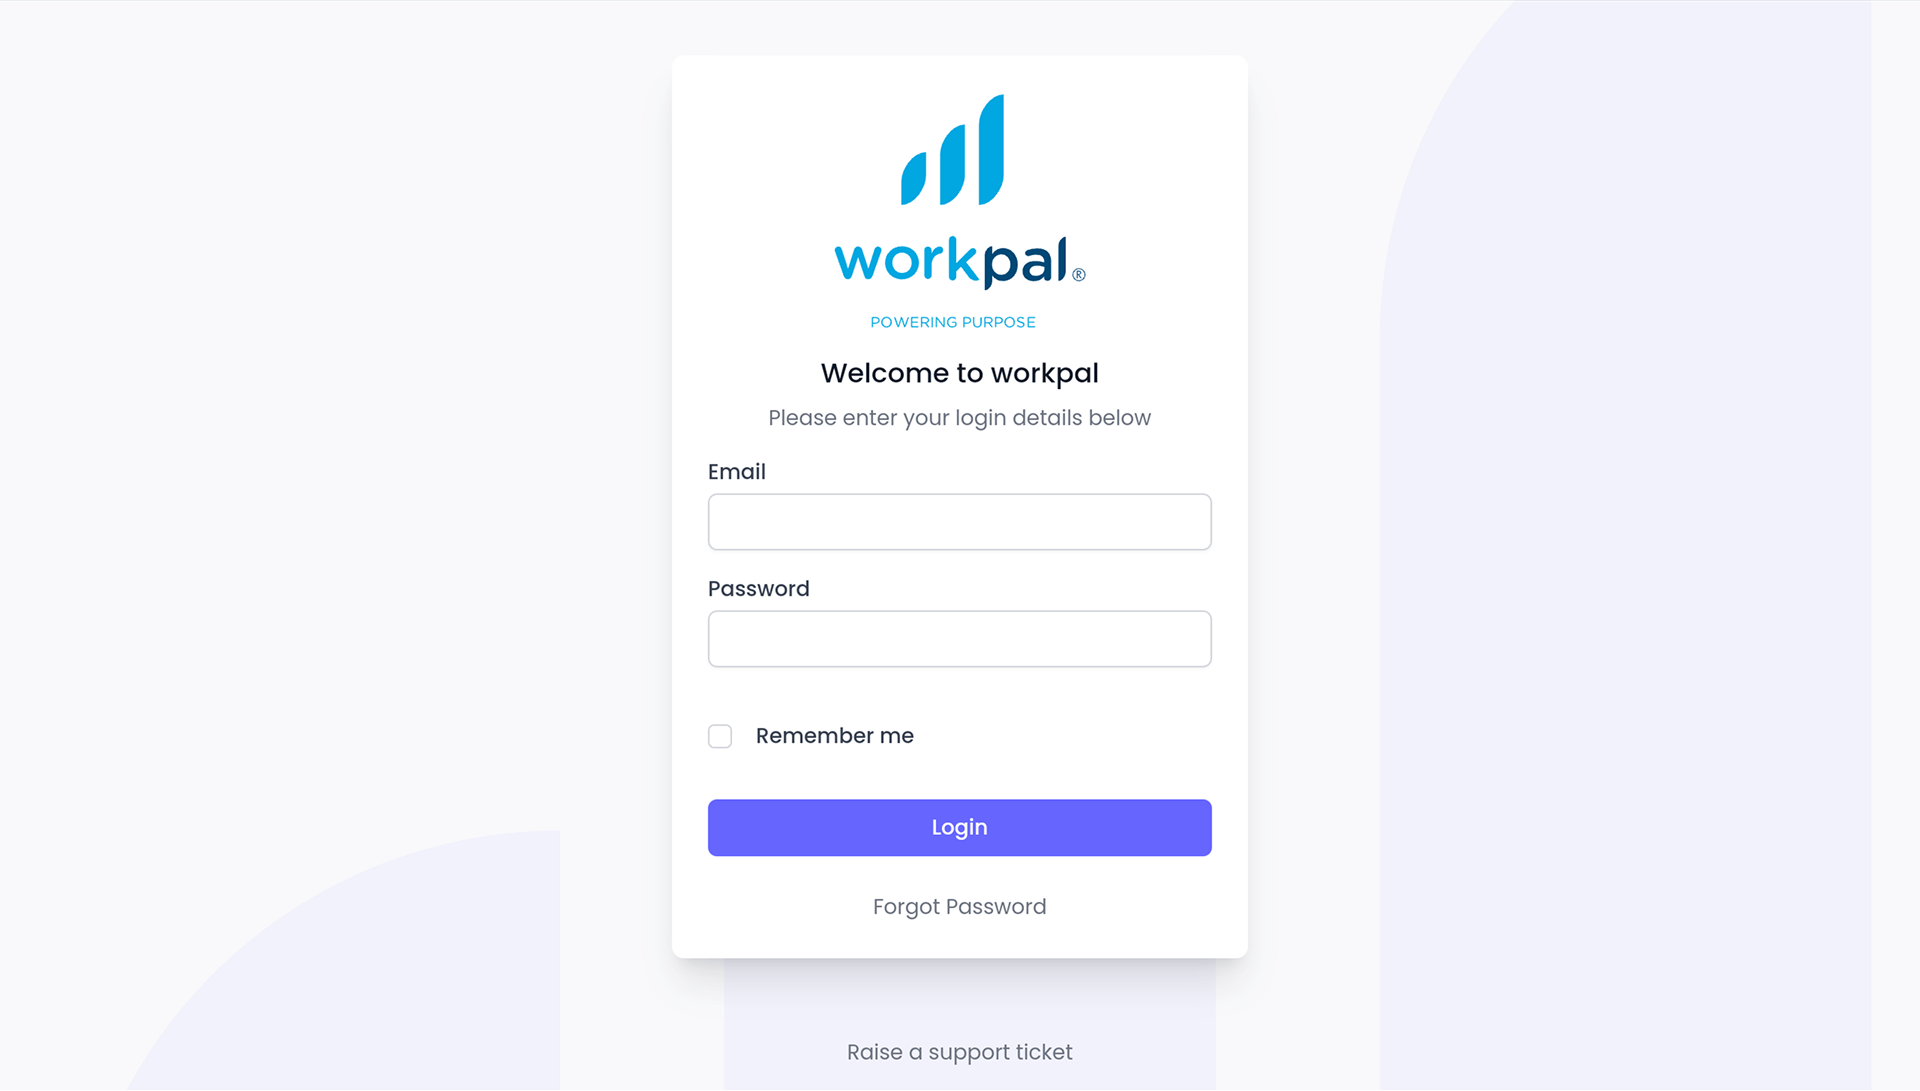 workpal®
POWERING PURPOSE
Welcome to workpal
Please enter your login details below
Email
Password
Remember me
Login
Forgot Password
Raise a support ticket